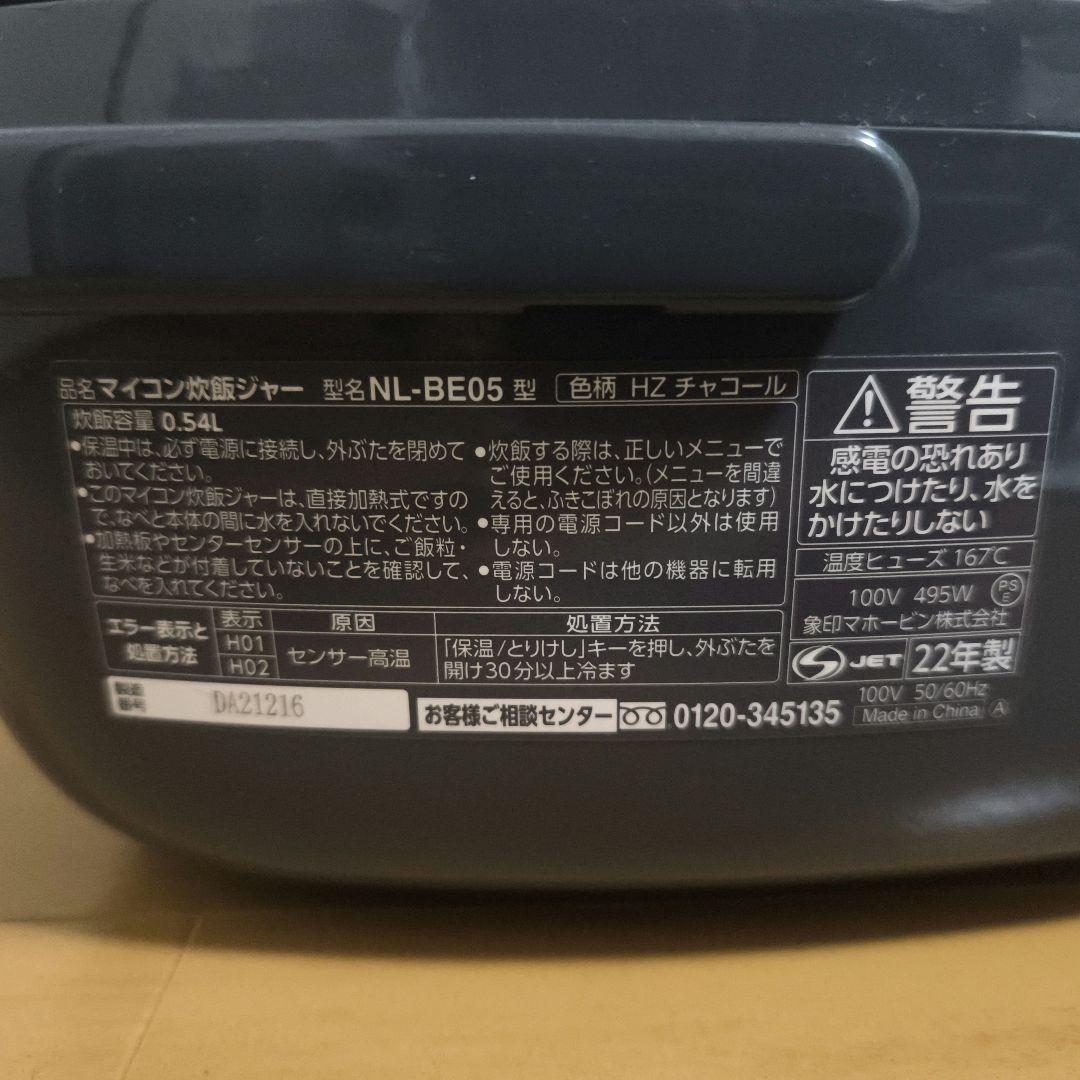 品名 マイコン炊飯ジャー 型名 NL-BE05 型 色柄 HZ チャコール
炊飯容量 0.54L
•保温中は、必ず電源に接続し、外ぶたを閉めて
おいてください。
•このマイコン炊飯ジャーは、直接加熱式ですの
で、なべと本体の間に水を入れないでください。
•加熱板やセンターセンサーの上に、ご飯粒・
生米などが付着していないことを確認して、
なべを入れてください。
•炊飯する際は、正しいメニューで
ご使用ください。(メニューを間違
えると、ふきこぼれの原因となります)
•専用の電源コード以外は使用
しない。
•電源コードは他の機器に転用
しない。
エラー表示と
処置方法
表示 原因 処置方法
H01
H02
センサー高温
「保温/とりけし」キーを押し、外ぶたを
開け30分以上冷ます
製造
番号
DA21216
お客様ご相談センター 0120-345135
警告
感電の恐れあり
水につけたり、水を
かけたりしない
温度ヒューズ 167℃
100V 495W PSE
象印マホービン株式会社
JET 22年製
100V 50/60Hz
Made in China A